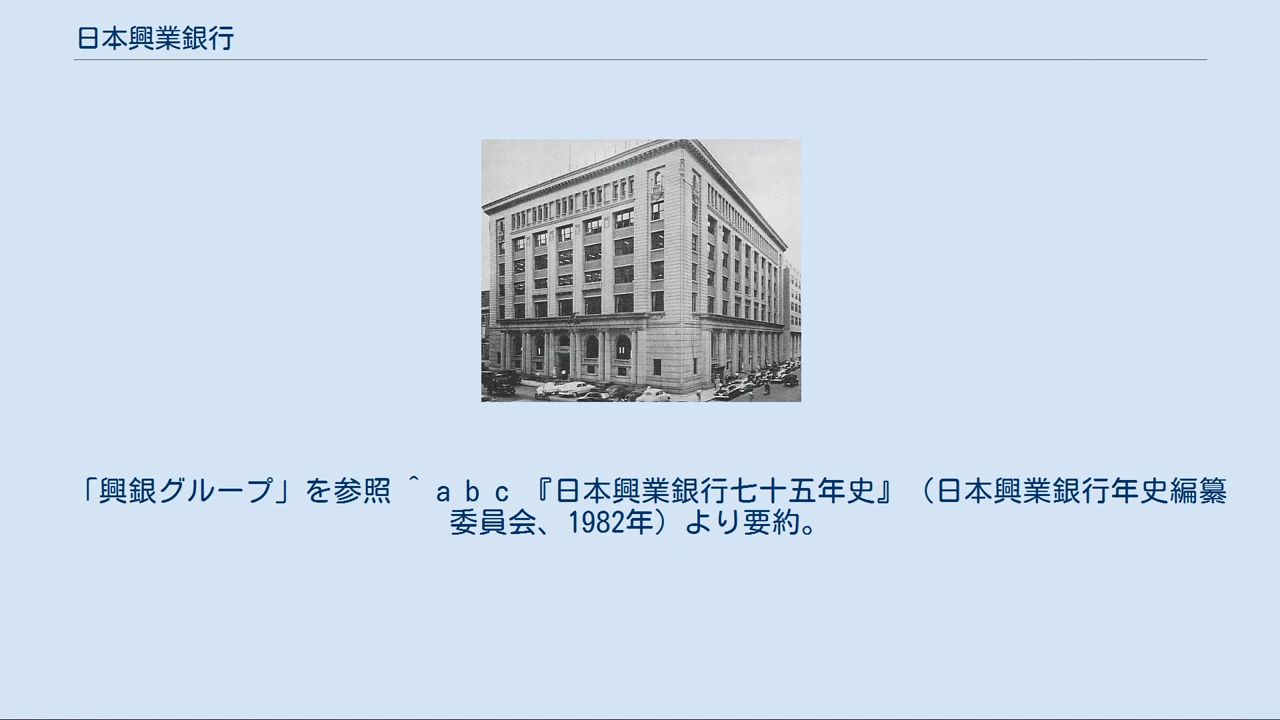 日本興業銀行
「興銀グループ」を参照 ^ a b c 『日本興業銀行七十五年史』（日本興業銀行年史編纂
委員会、1982年）より要約。